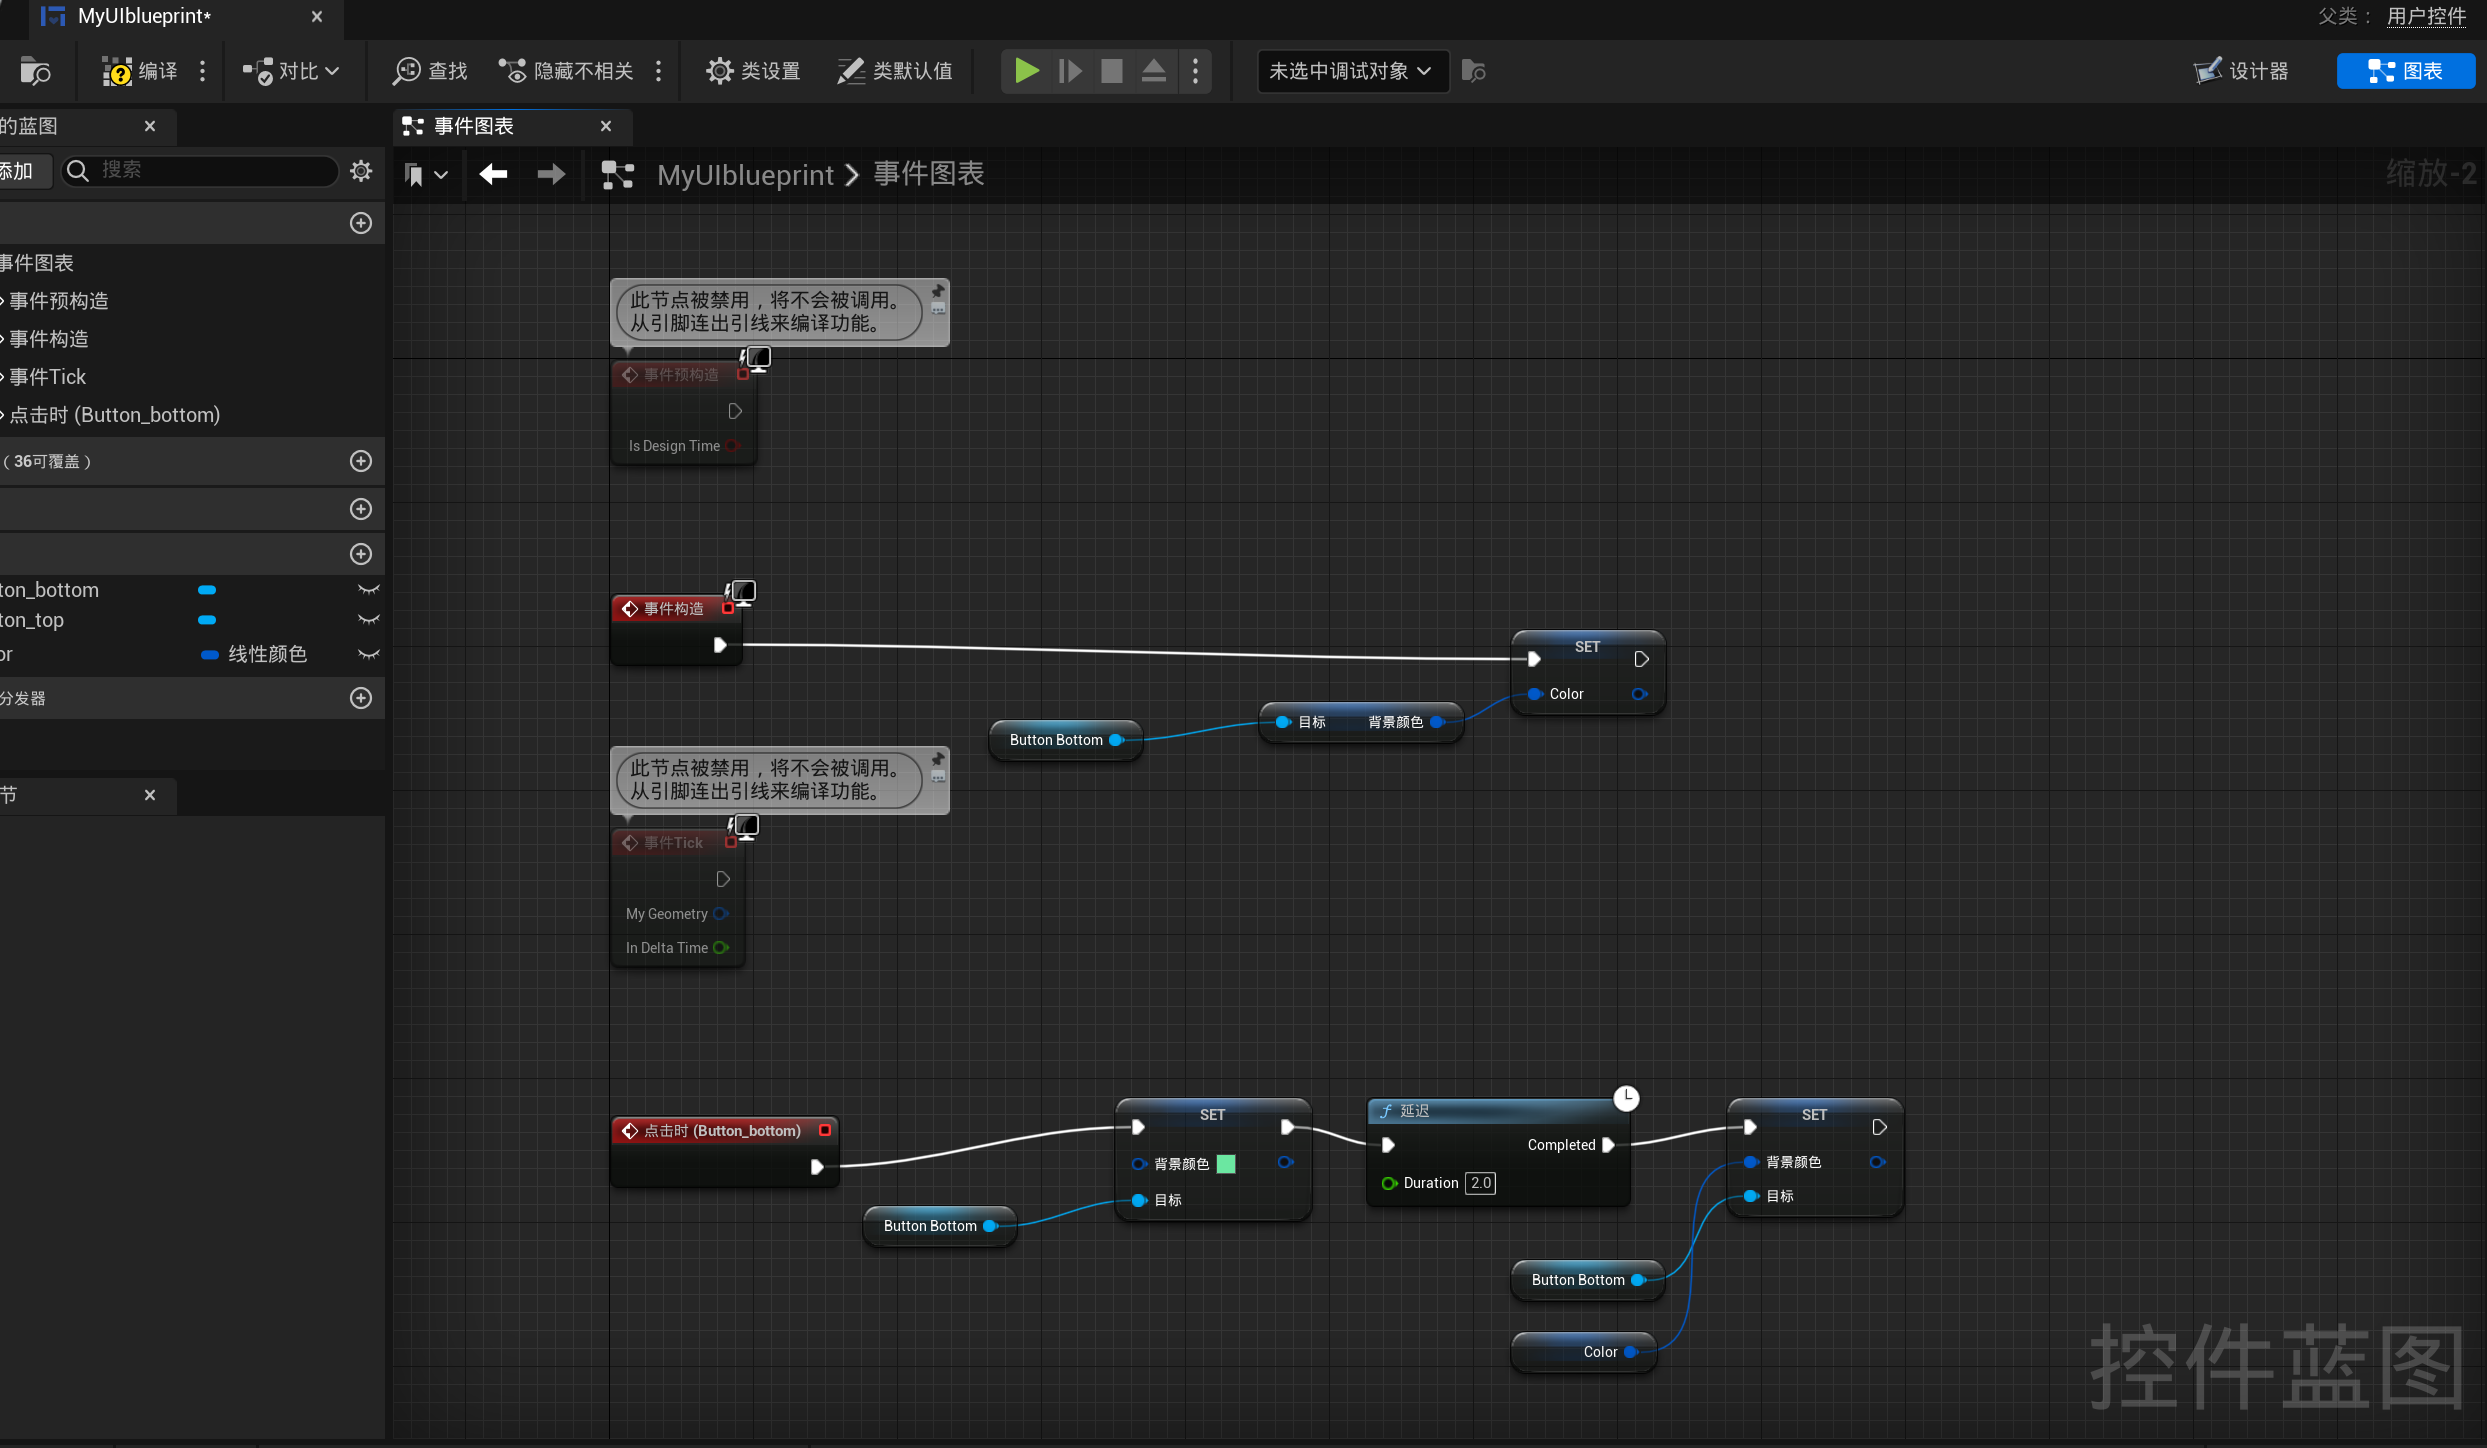 MyUIblueprint*
父类： 用户控件
编译 对比 查找 隐藏不相关 类设置 类默认值 未选中调试对象 设计器 图表
的蓝图
添加 搜索
事件图表
事件预构造
事件构造
事件Tick
点击时 (Button_bottom)
（36可覆盖）
ton_bottom
ton_top
or 线性颜色
分发器
节
事件图表
MyUIblueprint 事件图表
缩放-2
此节点被禁用，将不会被调用。
从引脚连出引线来编译功能。
事件预构造
Is Design Time
事件构造
SET
Color
目标 背景颜色
Button Bottom
此节点被禁用，将不会被调用。
从引脚连出引线来编译功能。
事件Tick
My Geometry
In Delta Time
点击时 (Button_bottom)
Button Bottom
SET
背景颜色
目标
延迟
Completed
Duration 2.0
SET
背景颜色
目标
Button Bottom
Color
控件蓝图